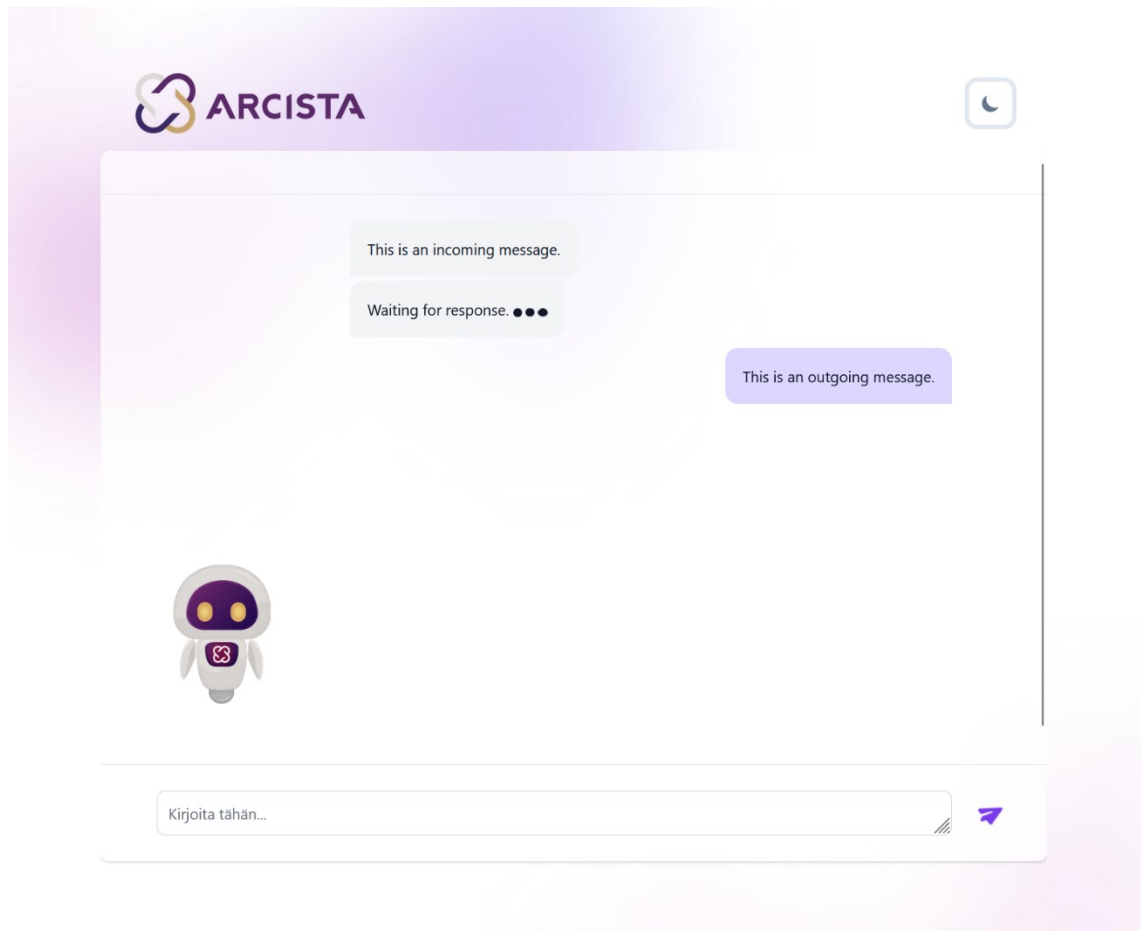 ARCISTA
This is an incoming message.
Waiting for response.
This is an outgoing message.
Kirjoita tähän...